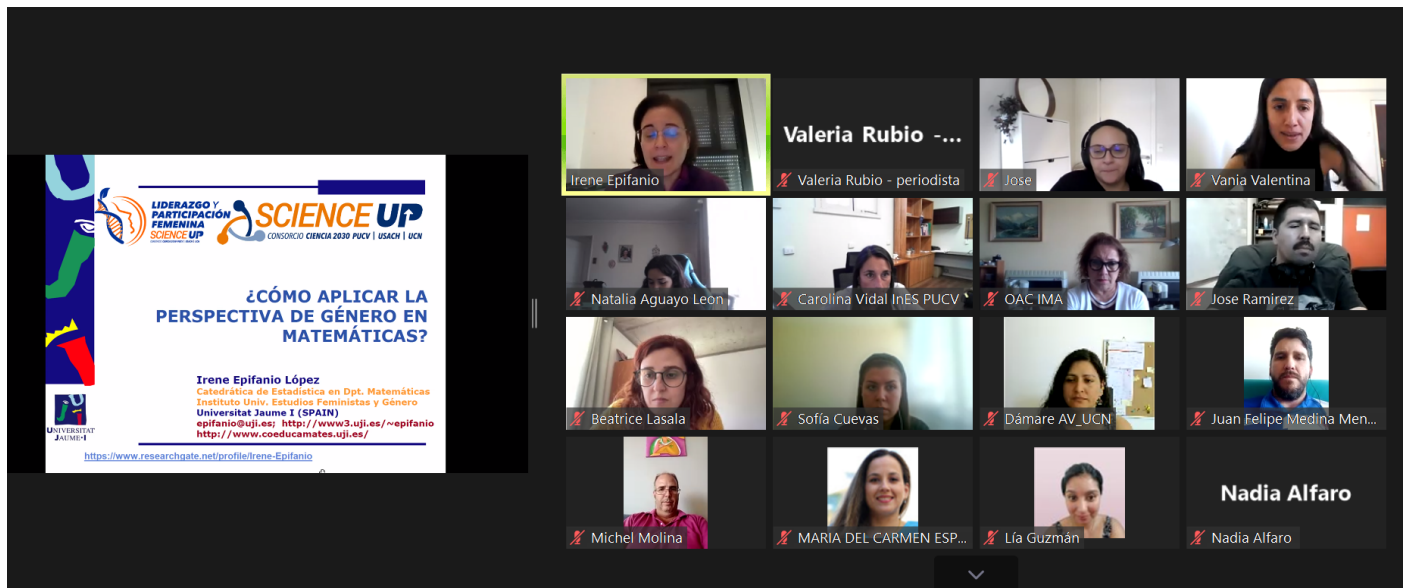 LIDERAZGO Y
PARTICIPACIÓN
FEMENINA
SCIENCE UP
SCIENCE UP
CONSORCIO CIENCIA 2030 PUCV | USACH | UCN
¿CÓMO APLICAR LA
PERSPECTIVA DE GÉNERO EN
MATEMÁTICAS?
Irene Epifanio López
Catedrática de Estadística en Dpt. Matemáticas
Instituto Univ. Estudios Feministas y Género
Universitat Jaume I (SPAIN)
epifanio@uji.es; http://www3.uji.es/~epifanio
http://www.coeducamates.uji.es/
UNIVERSITAT
JAUME·I
https://www.researchgate.net/profile/Irene-Epifanio
Irene Epifanio
Valeria Rubio -...
Valeria Rubio - periodista
Jose
Vania Valentina
Natalia Aguayo Leon
Carolina Vidal InES PUCV
OAC IMA
Jose Ramirez
Beatrice Lasala
Sofía Cuevas
Dámare AV_UCN
Juan Felipe Medina Men...
Michel Molina
MARIA DEL CARMEN ESP...
Lía Guzmán
Nadia Alfaro
Nadia Alfaro